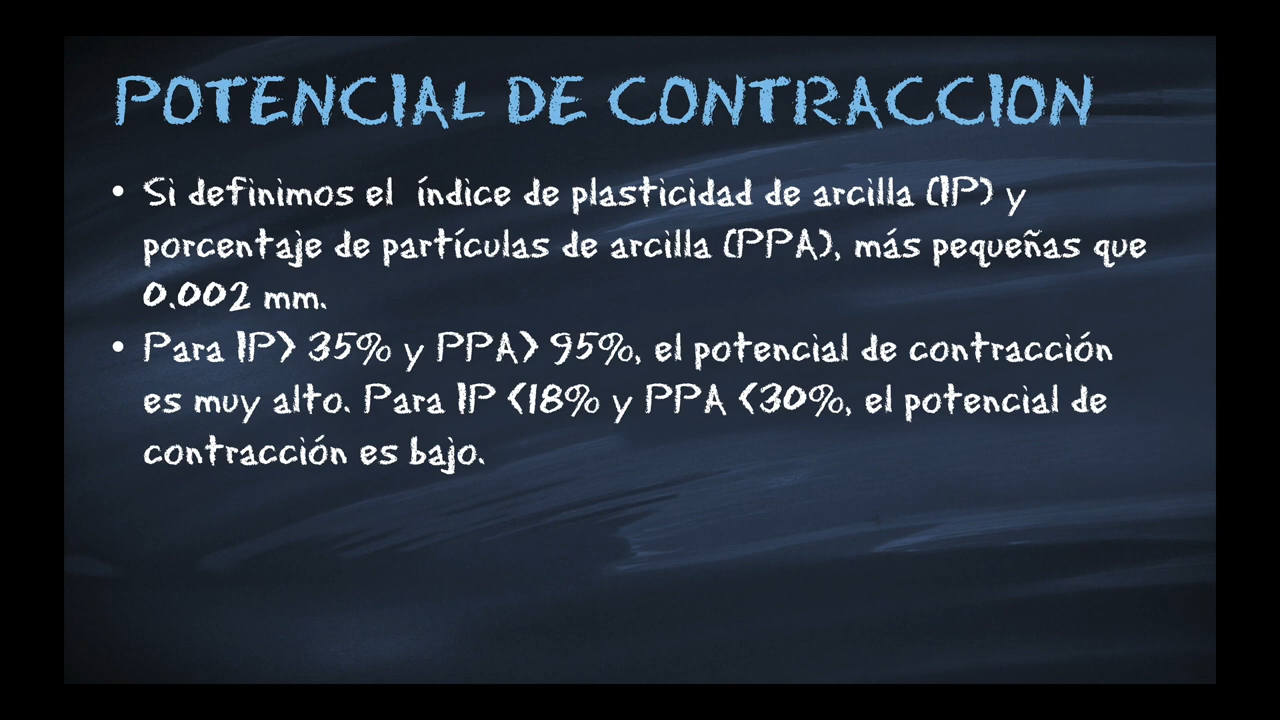 POTENCIAL DE CONTRACCION
• Si definimos el índice de plasticidad de arcilla (IP) y
porcentaje de partículas de arcilla (PPA), más pequeñas que
0.002 mm.
• Para IP> 35% y PPA> 95%, el potencial de contracción
es muy alto. Para IP <18% y PPA <30%, el potencial de
contracción es bajo.